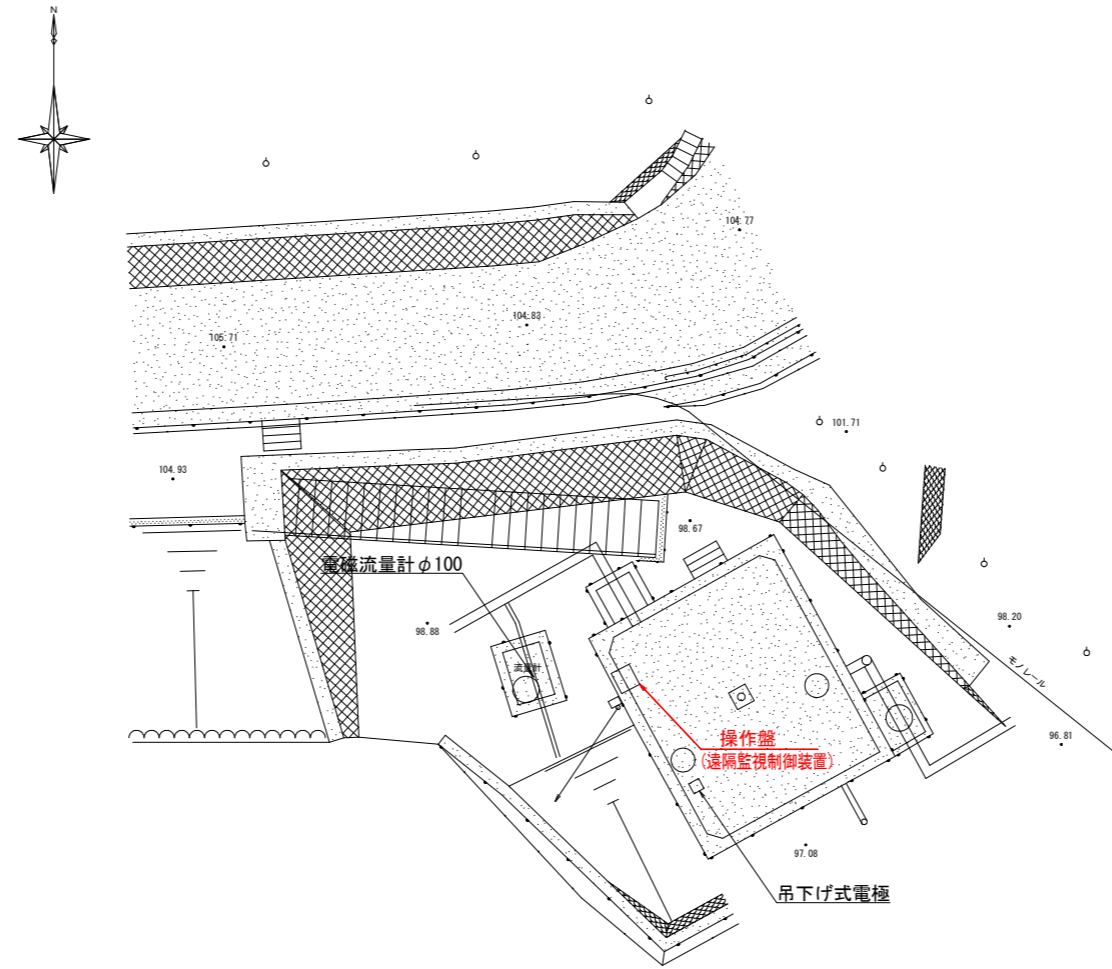 N
104.77
104.83
105.71
101.71
104.93
98.67
電磁流量計φ100
98.88
98.20
流量計
モノレール
操作盤
(遠隔監視制御装置)
96.81
97.08
吊下げ式電極